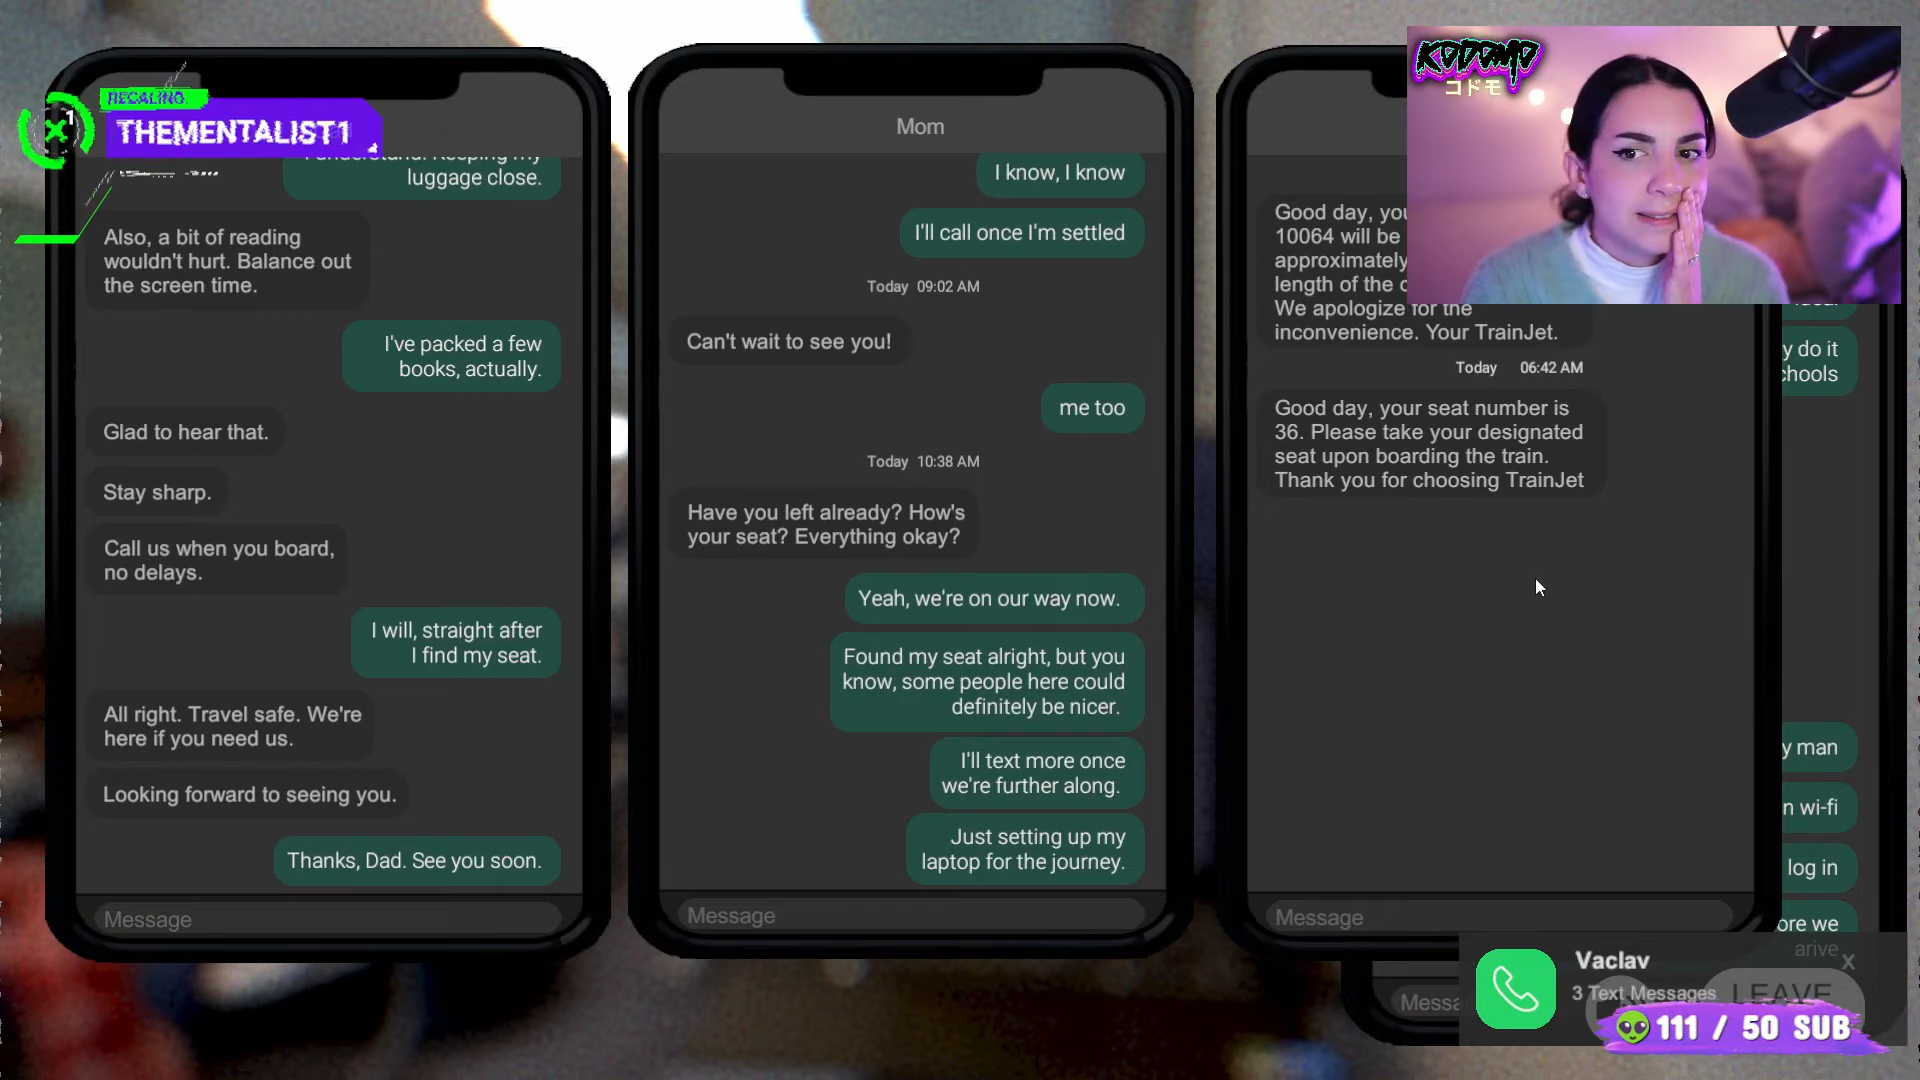 RECALING.
THEMENTALIST1
x 1
luggage close.
Also, a bit of reading
wouldn't hurt. Balance out
the screen time.
I've packed a few
books, actually.
Glad to hear that.
Stay sharp.
Call us when you board,
no delays.
I will, straight after
I find my seat.
All right. Travel safe. We're
here if you need us.
Looking forward to seeing you.
Thanks, Dad. See you soon.
Message
Mom
I know, I know
I'll call once I'm settled
Today 09:02 AM
Can't wait to see you!
me too
Today 10:38 AM
Have you left already? How's
your seat? Everything okay?
Yeah, we're on our way now.
Found my seat alright, but you
know, some people here could
definitely be nicer.
I'll text more once
we're further along.
Just setting up my
laptop for the journey.
Message
KODOMO
コドモ
Good day, you
10064 will be
approximately
length of the
We apologize for the
inconvenience. Your TrainJet.
Today 06:42 AM
Good day, your seat number is
36. Please take your designated
seat upon boarding the train.
Thank you for choosing TrainJet
Message
y do it
chools
y man
n wi-fi
log in
ore we
arive
Vaclav
3 Text Messages
X
LEAVE
111 / 50 SUB